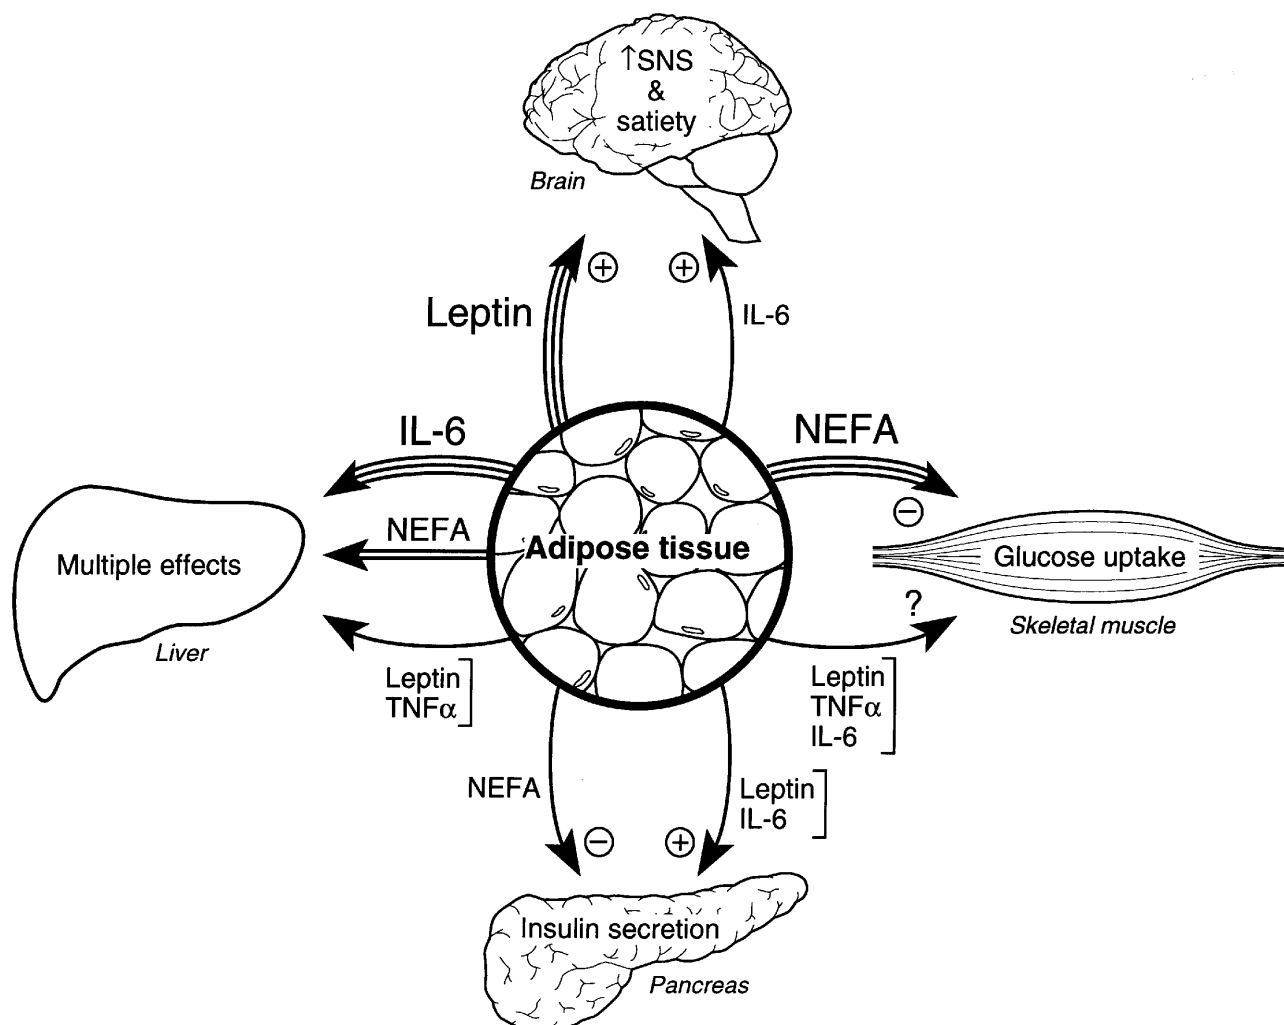 ↑SNS
&
satiety
Brain
⊕ ⊕
Leptin
IL-6
IL-6
NEFA
NEFA
⊖
Adipose tissue
Multiple effects
Glucose uptake
?
Liver
Skeletal muscle
Leptin
TNFα
Leptin
TNFα
IL-6
NEFA
Leptin
IL-6
⊖ ⊕
Insulin secretion
Pancreas